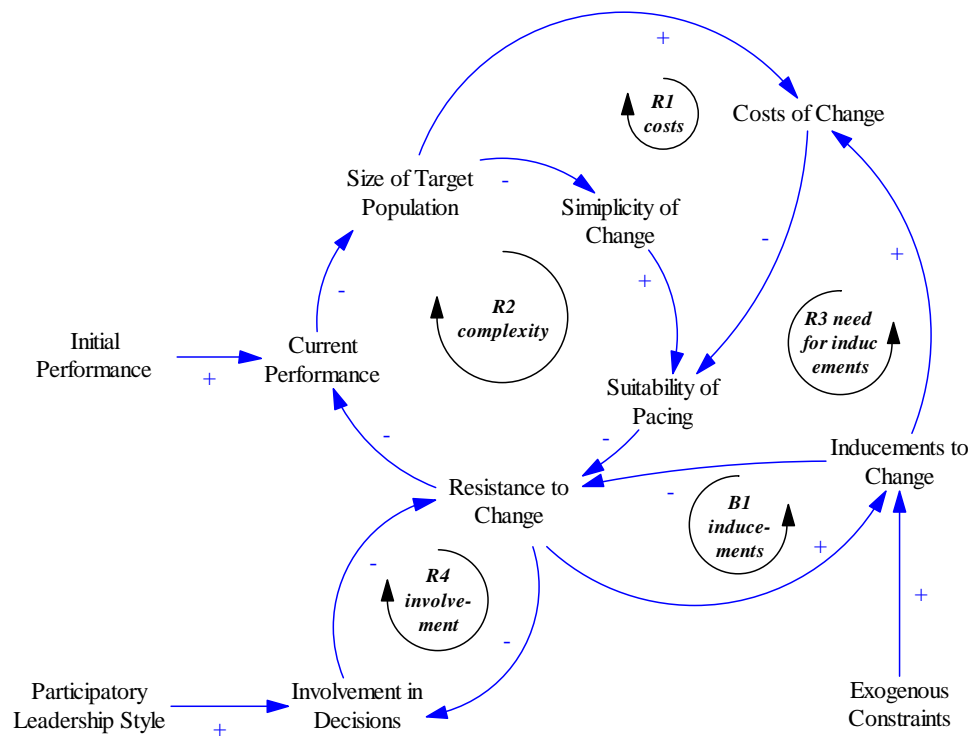 +
R1
costs
Costs of Change
Size of Target
Population
-
Simiplicity of
Change
-
+
+
-
R2
complexity
R3 need
for induc
ements
Initial
Performance
+
Current
Performance
Suitability of
Pacing
-
-
Inducements to
Change
Resistance to
Change
-
B1
induce-
ments
+
-
R4
involve-
ment
-
+
Participatory
Leadership Style
+
Involvement in
Decisions
Exogenous
Constraints